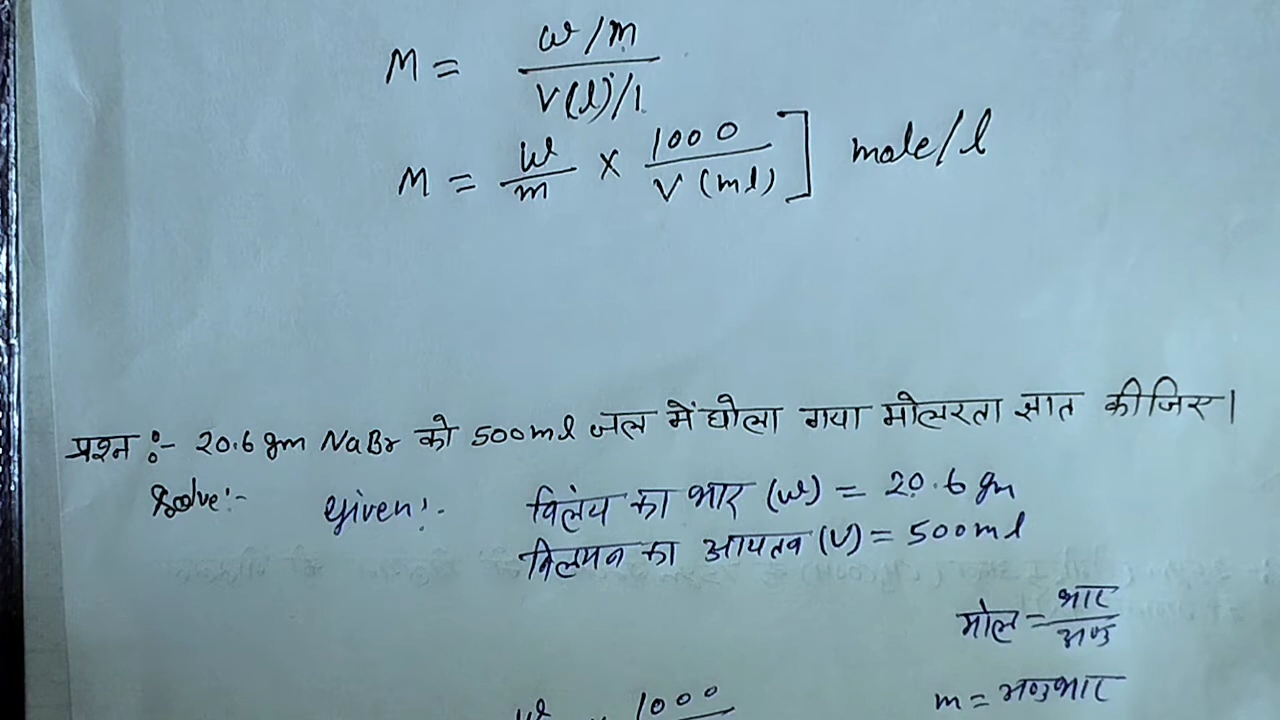 M = w/m / V(l)/1
M = w/m × 1000/V(ml) ] mole/l
प्रश्न :- 20.6 gm NaBr को 500ml जल में घोला गया मोलरता ज्ञात कीजिए।
Solve:- Given:- विलेय का भार (w) = 20.6 gm
विलयन का आयतन (V) = 500ml
मोल = भार/अणु
m = अणुभार
w × 1000